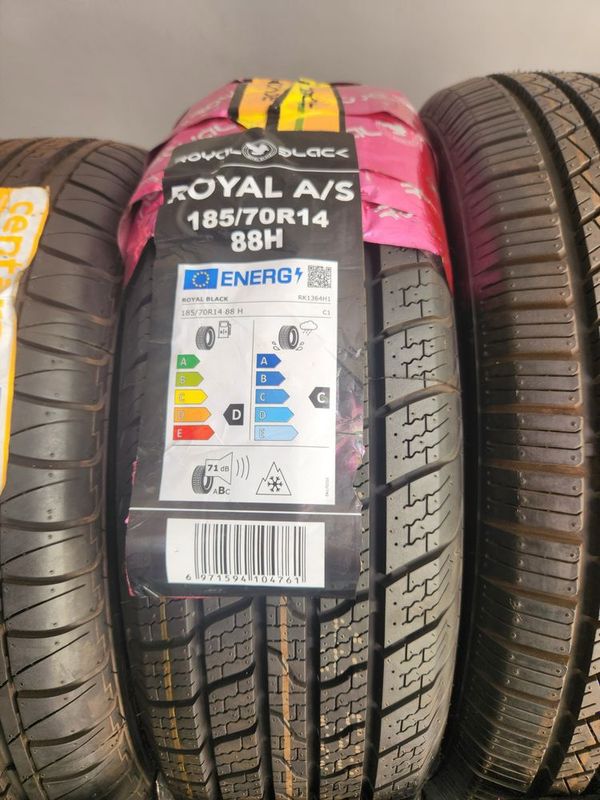 ROYAL BLACK
ROYAL A/S
185/70R14
88H
ENERG
ROYAL BLACK RK1364H1
185/70R14 88 H C1
A A
B B
C C C
D D D
E E
71 dB
ABC
6 971594 104761